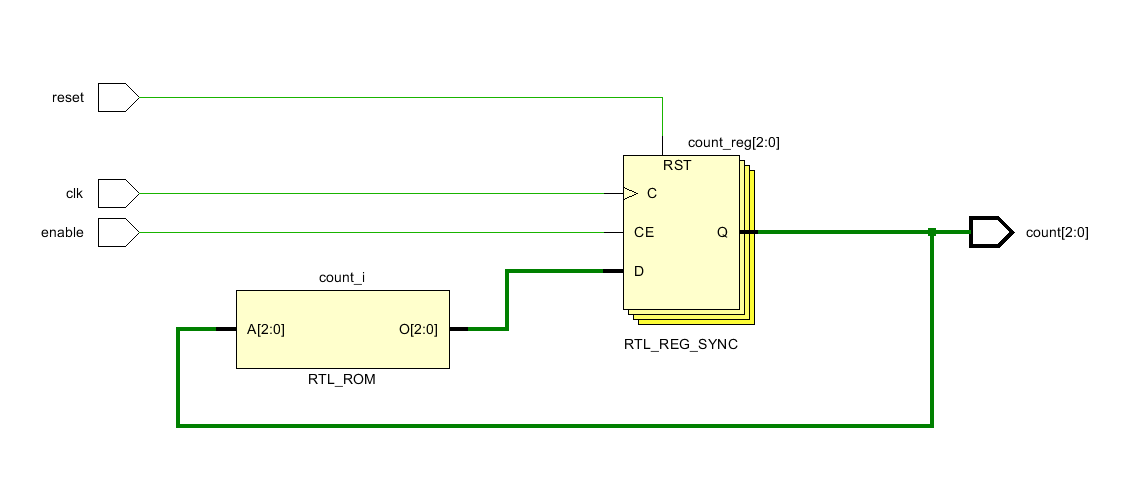 reset
count_reg[2:0]
RST
clk
C
enable
CE
Q
count[2:0]
D
count_i
A[2:0]
O[2:0]
RTL_REG_SYNC
RTL_ROM